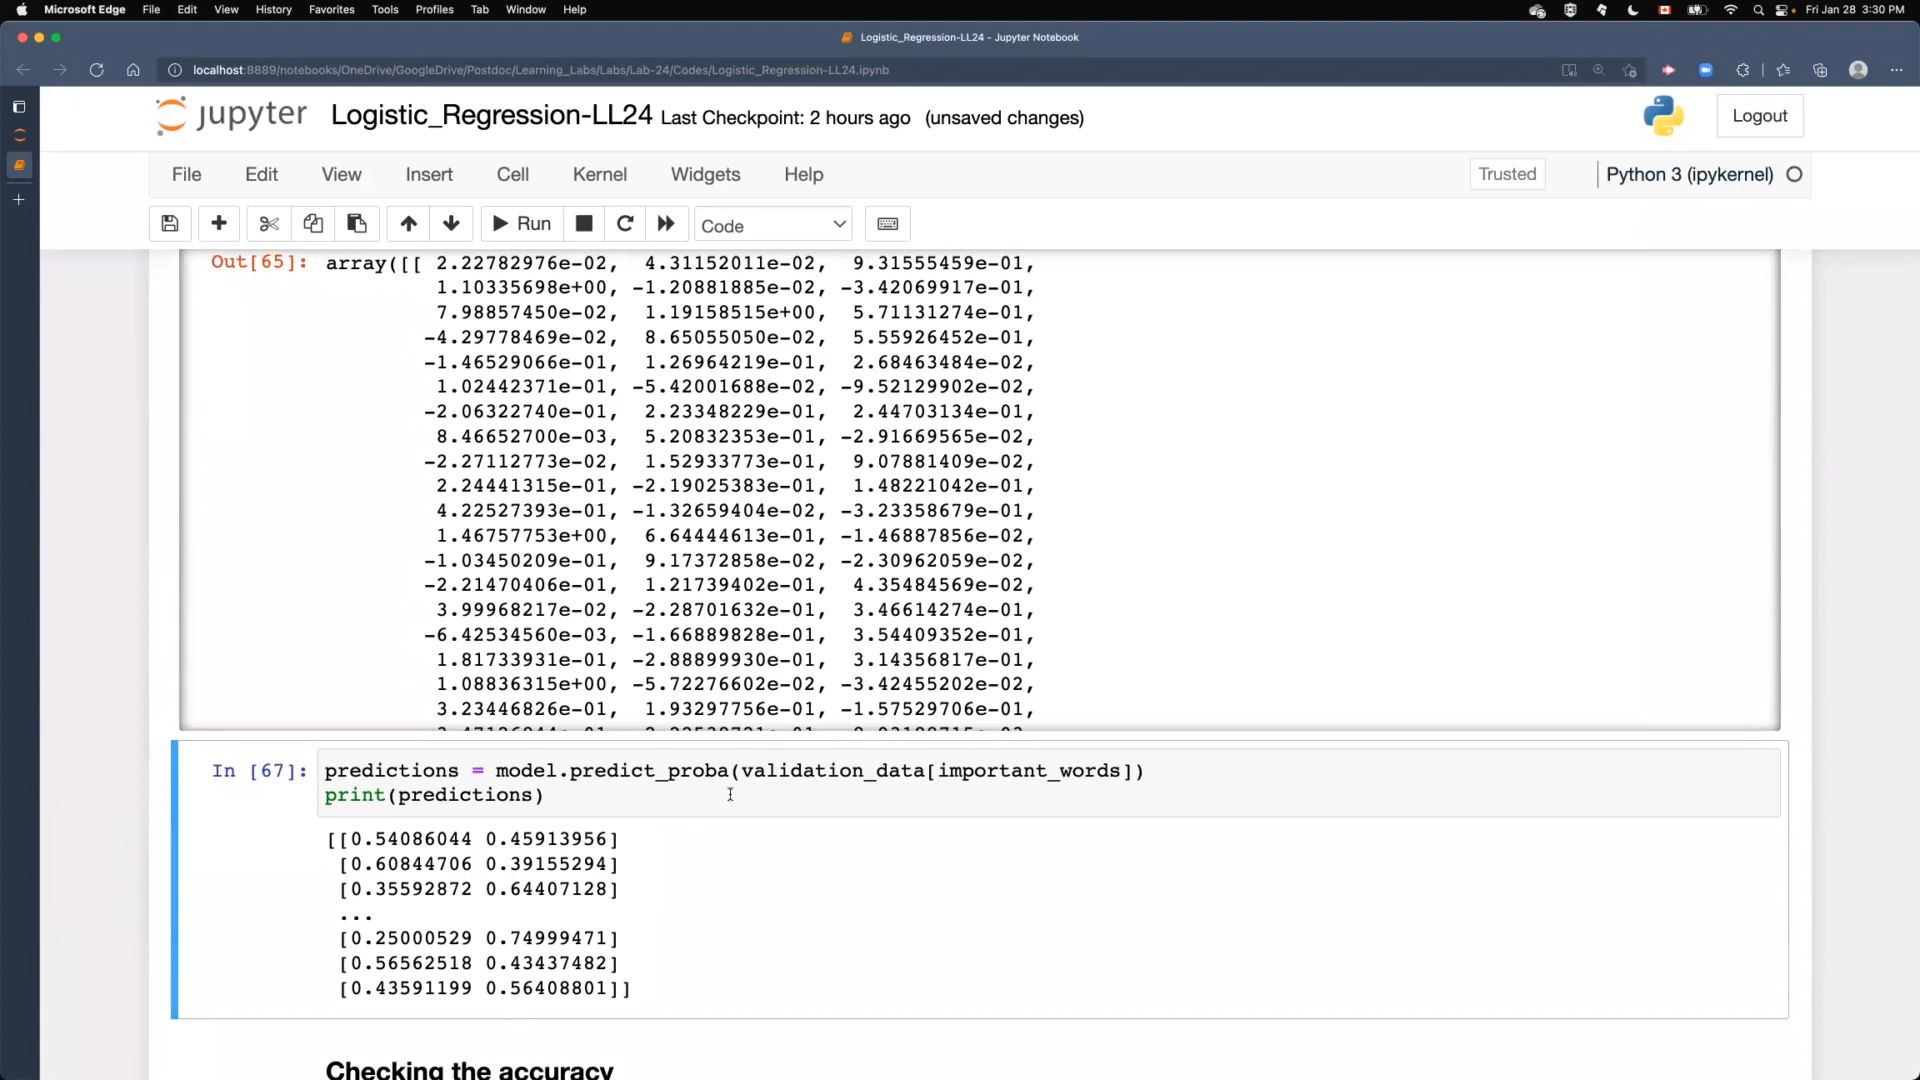 Microsoft Edge File Edit View History Favorites Tools Profiles Tab Window Help Fri Jan 28 3:30 PM
Logistic_Regression-LL24 - Jupyter Notebook
localhost:8889/notebooks/OneDrive/GoogleDrive/Postdoc/Learning_Labs/Labs/Lab-24/Codes/Logistic_Regression-LL24.ipynb
jupyter Logistic_Regression-LL24 Last Checkpoint: 2 hours ago (unsaved changes) Logout
File Edit View Insert Cell Kernel Widgets Help Trusted Python 3 (ipykernel)
Run Code
Out[65]: array([[ 2.22782976e-02, 4.31152011e-02, 9.31555459e-01,
1.10335698e+00, -1.20881885e-02, -3.42069917e-01,
7.98857450e-02, 1.19158515e+00, 5.71131274e-01,
-4.29778469e-02, 8.65055050e-02, 5.55926452e-01,
-1.46529066e-01, 1.26964219e-01, 2.68463484e-02,
1.02442371e-01, -5.42001688e-02, -9.52129902e-02,
-2.06322740e-01, 2.23348229e-01, 2.44703134e-01,
8.46652700e-03, 5.20832353e-01, -2.91669565e-02,
-2.27112773e-02, 1.52933773e-01, 9.07881409e-02,
2.24441315e-01, -2.19025383e-01, 1.48221042e-01,
4.22527393e-01, -1.32659404e-02, -3.23358679e-01,
1.46757753e+00, 6.64444613e-01, -1.46887856e-02,
-1.03450209e-01, 9.17372858e-02, -2.30962059e-02,
-2.21470406e-01, 1.21739402e-01, 4.35484569e-02,
3.99968217e-02, -2.28701632e-01, 3.46614274e-01,
-6.42534560e-03, -1.66889828e-01, 3.54409352e-01,
1.81733931e-01, -2.88899930e-01, 3.14356817e-01,
1.08836315e+00, -5.72276602e-02, -3.42455202e-02,
3.23446826e-01, 1.93297756e-01, -1.57529706e-01,
In [67]: predictions = model.predict_proba(validation_data[important_words])
print(predictions)
[[0.54086044 0.45913956]
[0.60844706 0.39155294]
[0.35592872 0.64407128]
...
[0.25000529 0.74999471]
[0.56562518 0.43437482]
[0.43591199 0.56408801]]
Checking the accuracy